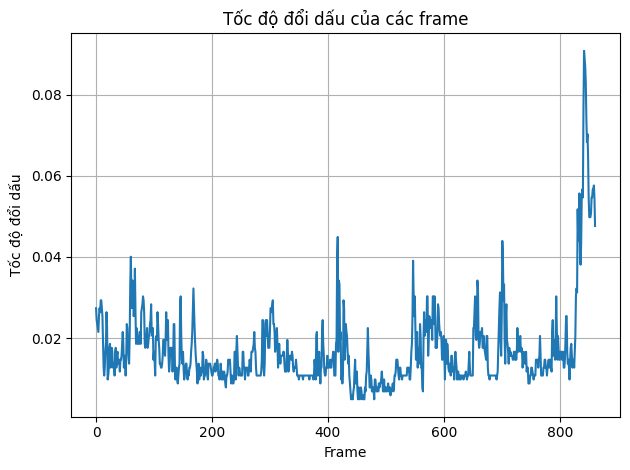 Tốc độ đổi dấu của các frame
Tốc độ đổi dấu
0.08
0.06
0.04
0.02
0 200 400 600 800
Frame